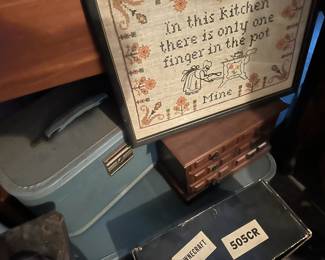 In this kitchen
there is only one
finger in the pot
Mine!
505CR